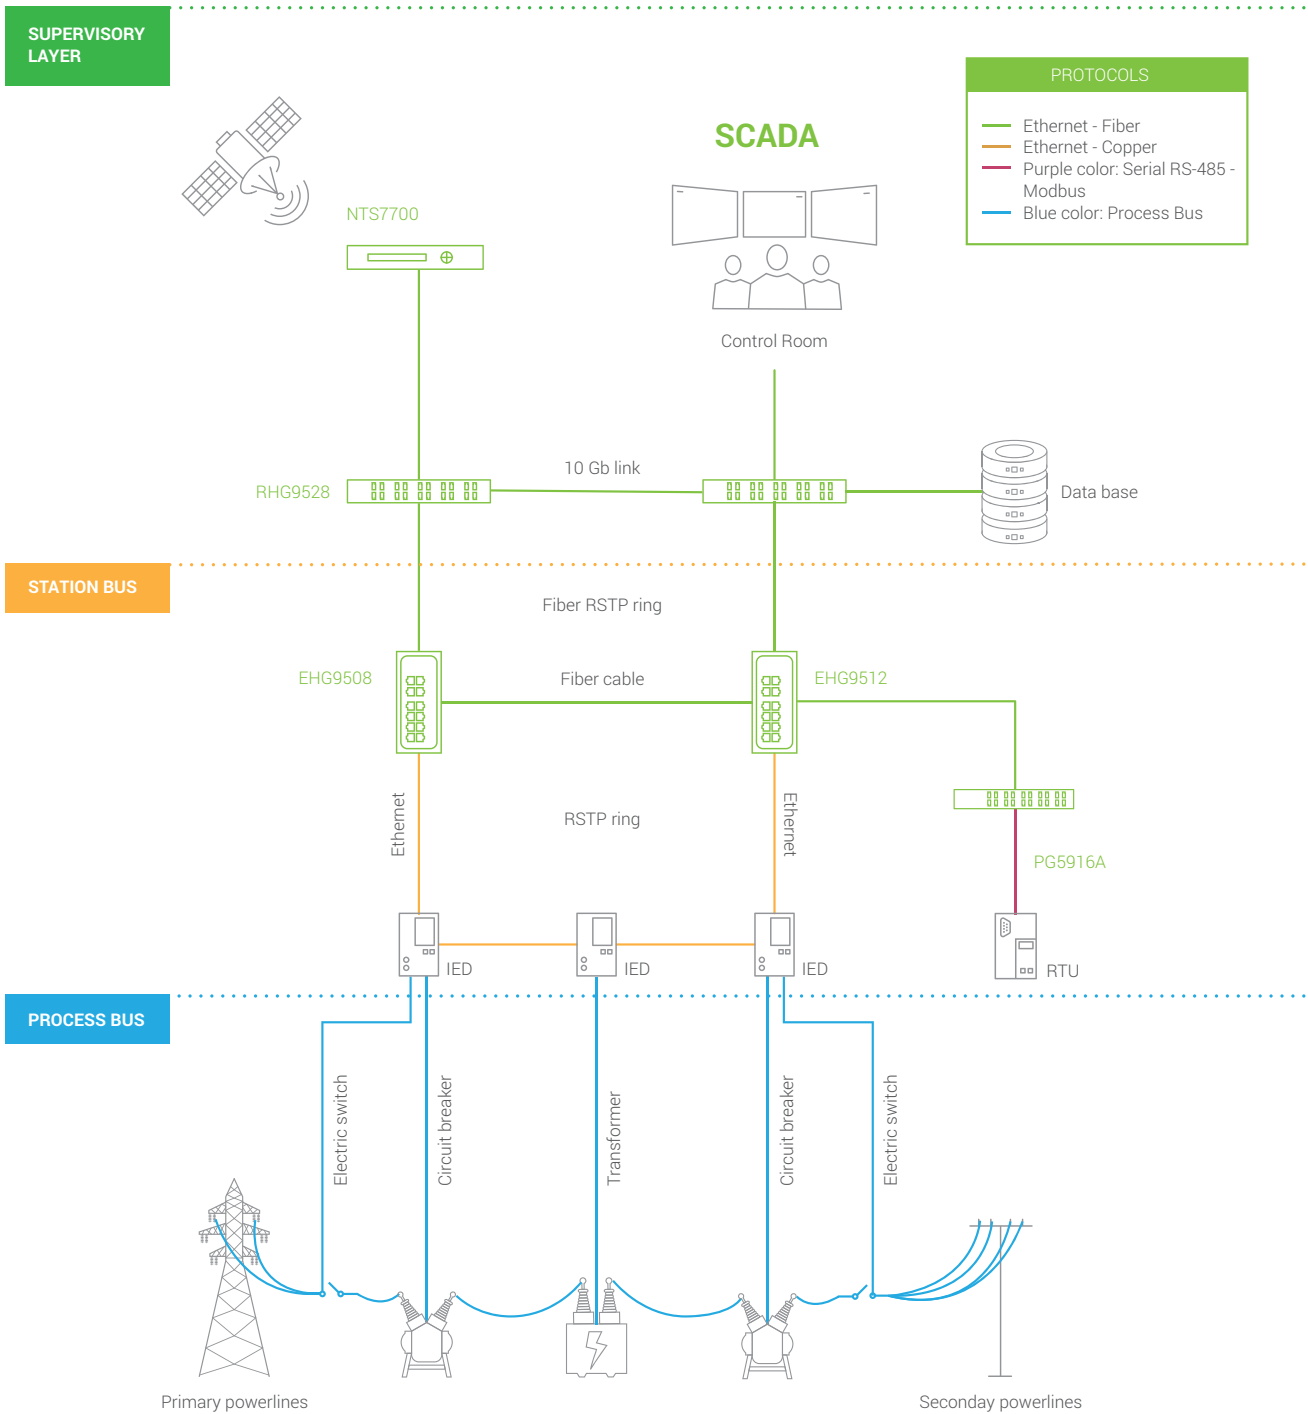 SUPERVISORY
LAYER
PROTOCOLS
Ethernet - Fiber
Ethernet - Copper
Purple color: Serial RS-485 -
Modbus
Blue color: Process Bus
SCADA
NTS7700
Control Room
10 Gb link
RHG9528
Data base
STATION BUS
Fiber RSTP ring
EHG9508
Fiber cable
EHG9512
Ethernet
RSTP ring
Ethernet
PG5916A
IED
IED
IED
RTU
PROCESS BUS
Electric switch
Circuit breaker
Transformer
Circuit breaker
Electric switch
Primary powerlines
Seconday powerlines